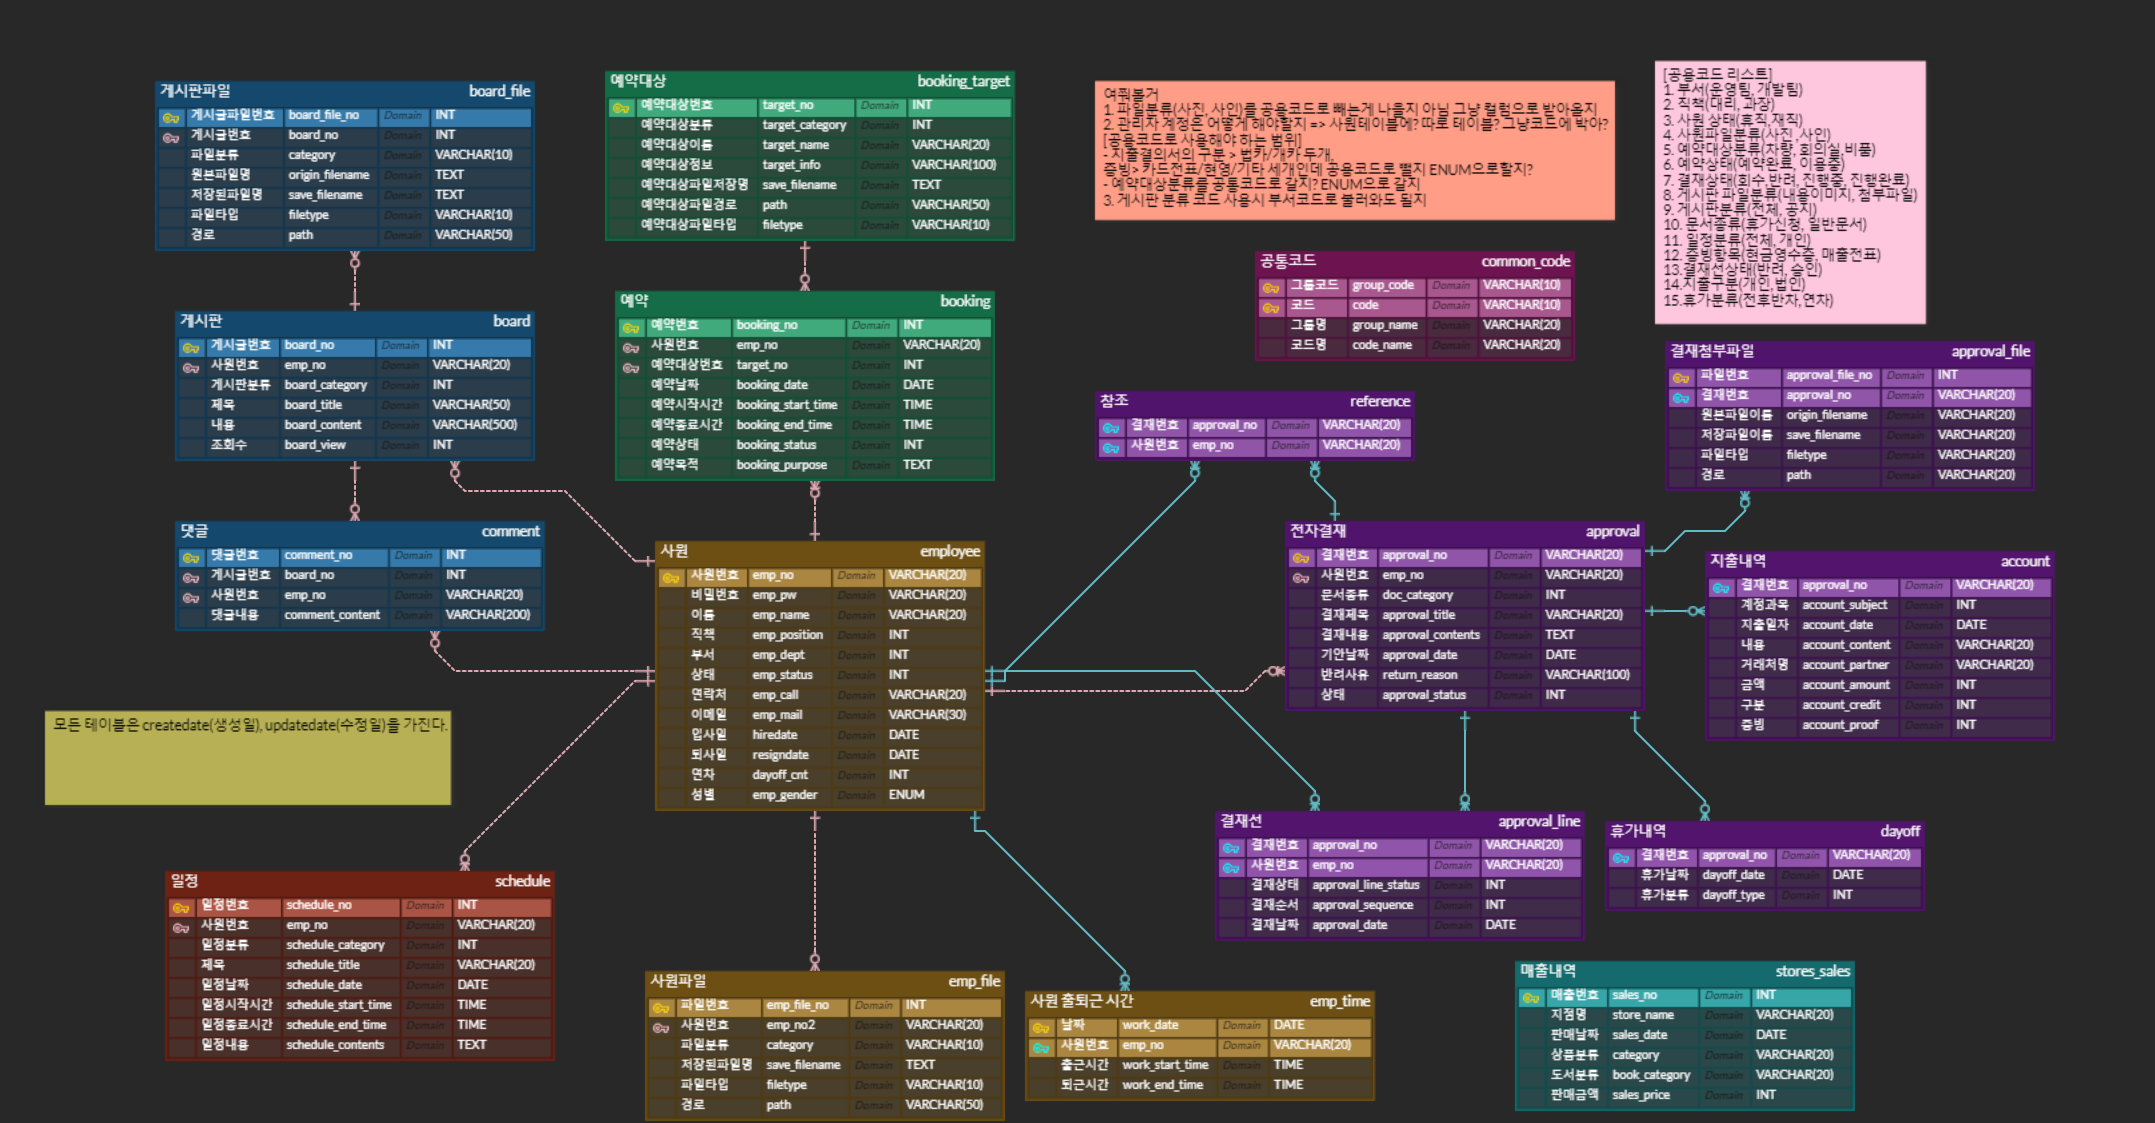 게시판파일 board_file
게시글파일번호 board_file_no Domain INT
게시글번호 board_no Domain INT
파일분류 category Domain VARCHAR(10)
원본파일명 origin_filename Domain TEXT
저장된파일명 save_filename Domain TEXT
파일타입 filetype Domain VARCHAR(10)
경로 path Domain VARCHAR(50)
예약대상 booking_target
예약대상번호 target_no Domain INT
예약대상분류 target_category Domain INT
예약대상이름 target_name Domain VARCHAR(20)
예약대상정보 target_info Domain VARCHAR(100)
예약대상파일저장명 save_filename Domain TEXT
예약대상파일경로 path Domain VARCHAR(50)
예약대상파일타입 filetype Domain VARCHAR(10)
여쭤볼거
1. 파일분류(사진, 사인)를 공용코드로 빼는게 나을지 아닐 그냥 컬럼으로 받아올지
2. 관리자 계정은 어떻게 해야할지 => 사원테이블에? 따로 테이블? 그냥코드에 박아?
[공용코드로 사용해야 하는 범위]
- 지출결의서의 구분 > 법카/개카 두개,
증빙> 카드전표/현영/기타 세개인데 공용코드로 뺄지 ENUM으로할지?
- 예약대상분류를 공통코드로 갈지? ENUM으로 갈지
3. 게시판 분류 코드 사용시 부서코드로 불러와도 될지
[공용코드 리스트]
1. 부서(운영팀, 개발팀)
2. 직책(대리, 과장)
3. 사원 상태(휴직,재직)
4. 사원파일분류(사진, 사인)
5. 예약대상분류(차량, 회의실,비품)
6. 예약상태(예약완료, 이용중)
7. 결재상태(회수, 반려, 진행중, 진행완료)
8. 게시판 파일분류(내용이미지, 첨부파일)
9. 게시판분류(전체, 공지)
10. 문서종류(휴가신청, 일반문서)
11. 일정분류(전체, 개인)
12. 증빙항목(현금영수증, 매출전표)
13.결재선상태(반려, 승인)
14.지출구분(개인,법인)
15.휴가분류(전후반차,연차)
공통코드 common_code
그룹코드 group_code Domain VARCHAR(10)
코드 code Domain VARCHAR(10)
그룹명 group_name Domain VARCHAR(20)
코드명 code_name Domain VARCHAR(20)
게시판 board
게시글번호 board_no Domain INT
사원번호 emp_no Domain VARCHAR(20)
게시판분류 board_category Domain INT
제목 board_title Domain VARCHAR(50)
내용 board_content Domain VARCHAR(500)
조회수 board_view Domain INT
예약 booking
예약번호 booking_no Domain INT
사원번호 emp_no Domain VARCHAR(20)
예약대상번호 target_no Domain INT
예약날짜 booking_date Domain DATE
예약시작시간 booking_start_time Domain TIME
예약종료시간 booking_end_time Domain TIME
예약상태 booking_status Domain INT
예약목적 booking_purpose Domain TEXT
참조 reference
결재번호 approval_no Domain VARCHAR(20)
사원번호 emp_no Domain VARCHAR(20)
결재첨부파일 approval_file
파일번호 approval_file_no Domain INT
결재번호 approval_no Domain VARCHAR(20)
원본파일이름 origin_filename Domain VARCHAR(20)
저장파일이름 save_filename Domain VARCHAR(20)
파일타입 filetype Domain VARCHAR(20)
경로 path Domain VARCHAR(20)
댓글 comment
댓글번호 comment_no Domain INT
게시글번호 board_no Domain INT
사원번호 emp_no Domain VARCHAR(20)
댓글내용 comment_content Domain VARCHAR(200)
사원 employee
사원번호 emp_no Domain VARCHAR(20)
비밀번호 emp_pw Domain VARCHAR(20)
이름 emp_name Domain VARCHAR(20)
직책 emp_position Domain INT
부서 emp_dept Domain INT
상태 emp_status Domain INT
연락처 emp_call Domain VARCHAR(20)
이메일 emp_mail Domain VARCHAR(30)
입사일 hiredate Domain DATE
퇴사일 resigndate Domain DATE
연차 dayoff_cnt Domain INT
성별 emp_gender Domain ENUM
전자결재 approval
결재번호 approval_no Domain VARCHAR(20)
사원번호 emp_no Domain VARCHAR(20)
문서종류 doc_category Domain INT
결재제목 approval_title Domain VARCHAR(20)
결재내용 approval_contents Domain TEXT
기안날짜 approval_date Domain DATE
반려사유 return_reason Domain VARCHAR(100)
상태 approval_status Domain INT
지출내역 account
결재번호 approval_no Domain VARCHAR(20)
계정과목 account_subject Domain INT
지출일자 account_date Domain DATE
내용 account_content Domain VARCHAR(20)
거래처명 account_partner Domain VARCHAR(20)
금액 account_amount Domain INT
구분 account_credit Domain INT
증빙 account_proof Domain INT
모든 테이블은 createdate(생성일), updatedate(수정일)을 가진다.
결재선 approval_line
결재번호 approval_no Domain VARCHAR(20)
사원번호 emp_no Domain VARCHAR(20)
결재상태 approval_line_status Domain INT
결재순서 approval_sequence Domain INT
결재날짜 approval_date Domain DATE
휴가내역 dayoff
결재번호 approval_no Domain VARCHAR(20)
휴가날짜 dayoff_date Domain DATE
휴가분류 dayoff_type Domain INT
일정 schedule
일정번호 schedule_no Domain INT
사원번호 emp_no Domain VARCHAR(20)
일정분류 schedule_category Domain INT
제목 schedule_title Domain VARCHAR(20)
일정날짜 schedule_date Domain DATE
일정시작시간 schedule_start_time Domain TIME
일정종료시간 schedule_end_time Domain TIME
일정내용 schedule_contents Domain TEXT
사원파일 emp_file
파일번호 emp_file_no Domain INT
사원번호 emp_no2 Domain VARCHAR(20)
파일분류 category Domain VARCHAR(10)
저장된파일명 save_filename Domain TEXT
파일타입 filetype Domain VARCHAR(10)
경로 path Domain VARCHAR(50)
사원 출퇴근 시간 emp_time
날짜 work_date Domain DATE
사원번호 emp_no Domain VARCHAR(20)
출근시간 work_start_time Domain TIME
퇴근시간 work_end_time Domain TIME
매출내역 stores_sales
매출번호 sales_no Domain INT
지점명 store_name Domain VARCHAR(20)
판매날짜 sales_date Domain DATE
상품분류 category Domain VARCHAR(20)
도서분류 book_category Domain VARCHAR(20)
판매금액 sales_price Domain INT